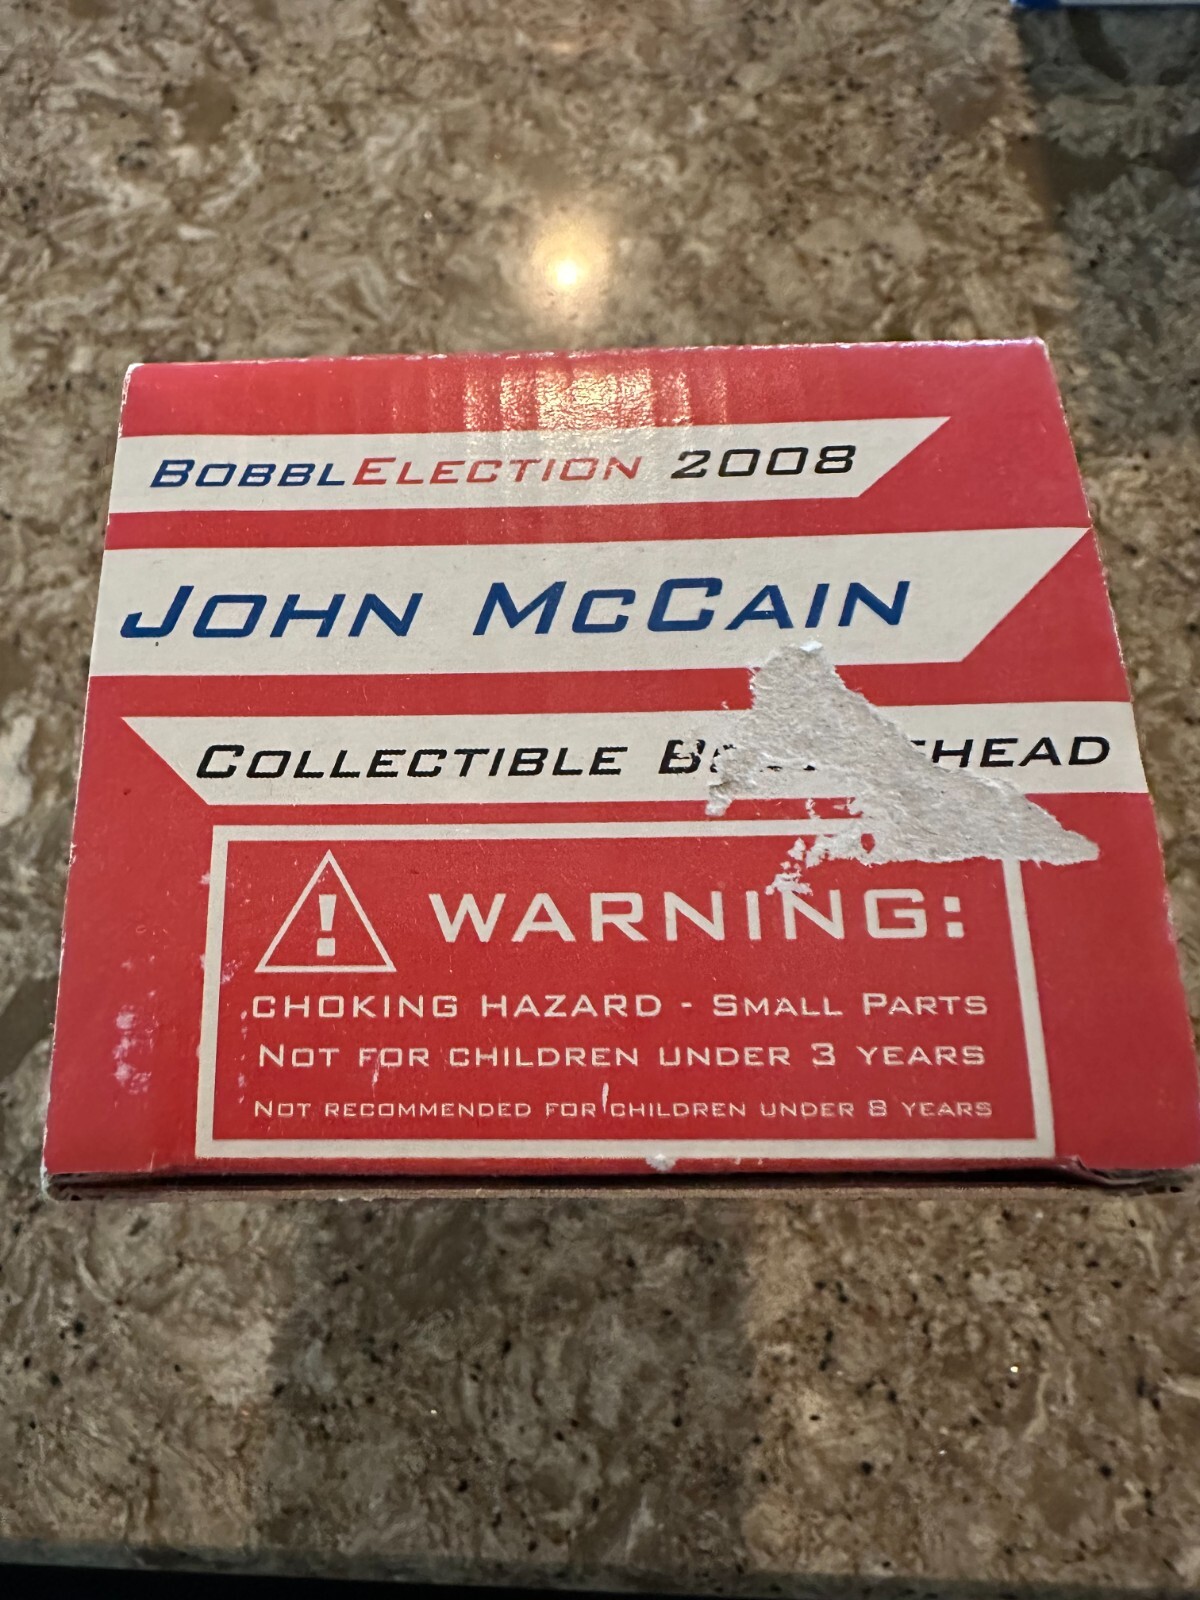 BOBBLELECTION 2008
JOHN MCCAIN
COLLECTIBLE
! WARNING:
CHOKING HAZARD - SMALL PARTS
NOT FOR CHILDREN UNDER 3 YEARS
NOT RECOMMENDED FOR CHILDREN UNDER 8 YEARS